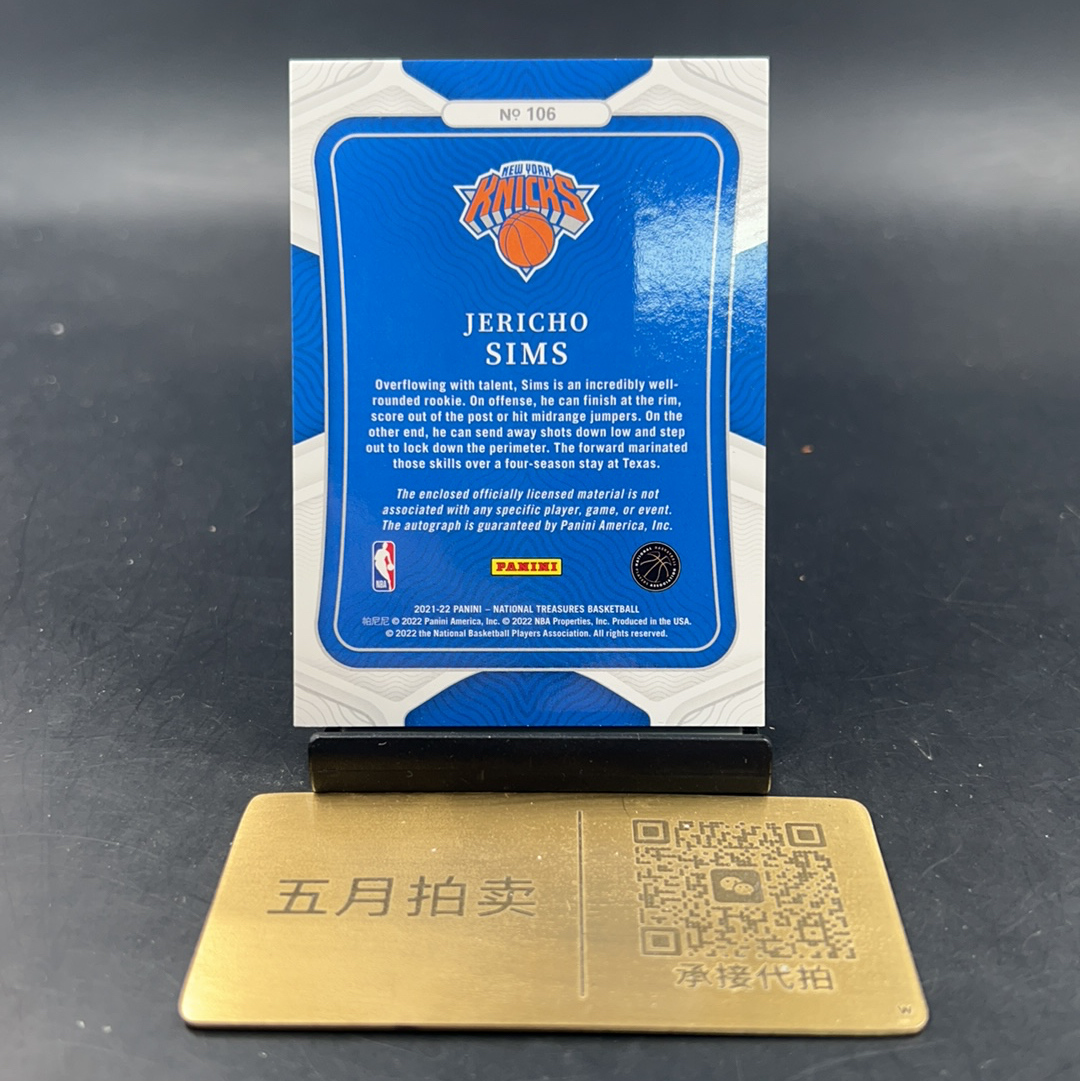 Nº 106
NEW YORK
KNICKS
JERICHO
SIMS
Overflowing with talent, Sims is an incredibly well-
rounded rookie. On offense, he can finish at the rim,
score out of the post or hit midrange jumpers. On the
other end, he can send away shots down low and step
out to lock down the perimeter. The forward marinated
those skills over a four-season stay at Texas.
The enclosed officially licensed material is not
associated with any specific player, game, or event.
The autograph is guaranteed by Panini America, Inc.
NBA
PANINI
NATIONAL BASKETBALL
2021-22 PANINI – NATIONAL TREASURES BASKETBALL
帕尼尼 © 2022 Panini America, Inc. © 2022 NBA Properties, Inc. Produced in the USA.
© 2022 the National Basketball Players Association. All rights reserved.
五月拍卖
承接代拍
W